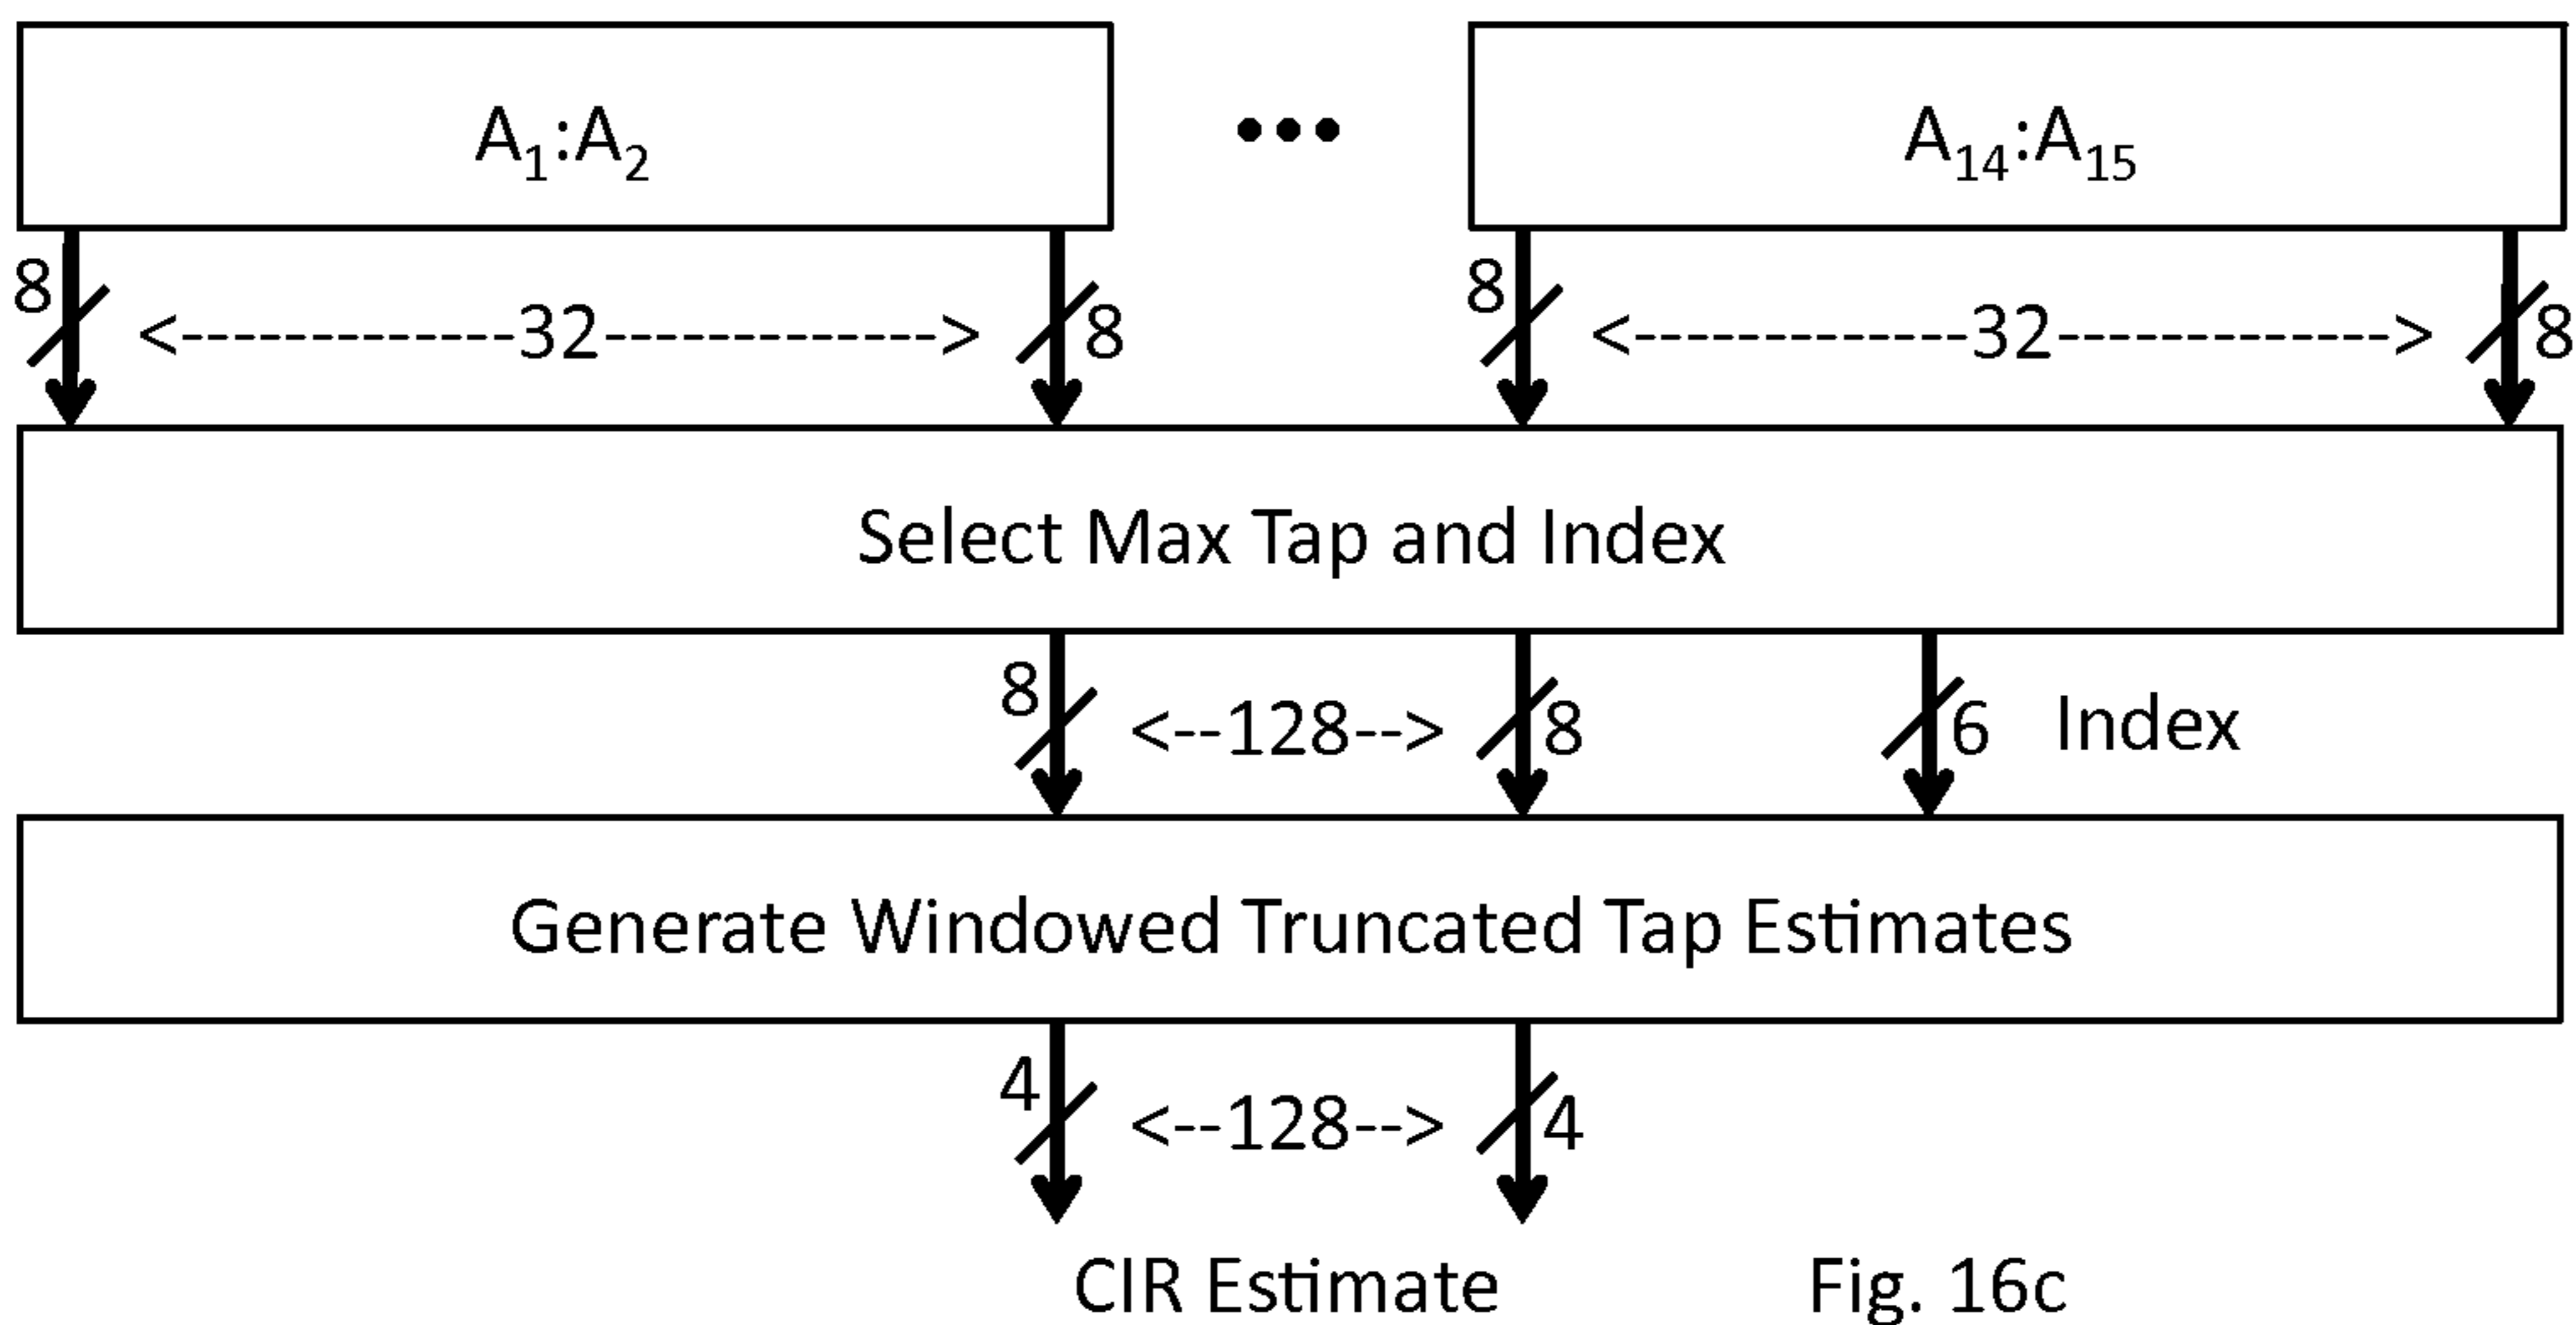 A₁:A₂ ••• A₁₄:A₁₅
8 <-------------32-------------> 8 8 <-------------32-------------> 8
Select Max Tap and Index
8 <--128--> 8 6 Index
Generate Windowed Truncated Tap Estimates
4 <--128--> 4
CIR Estimate Fig. 16c